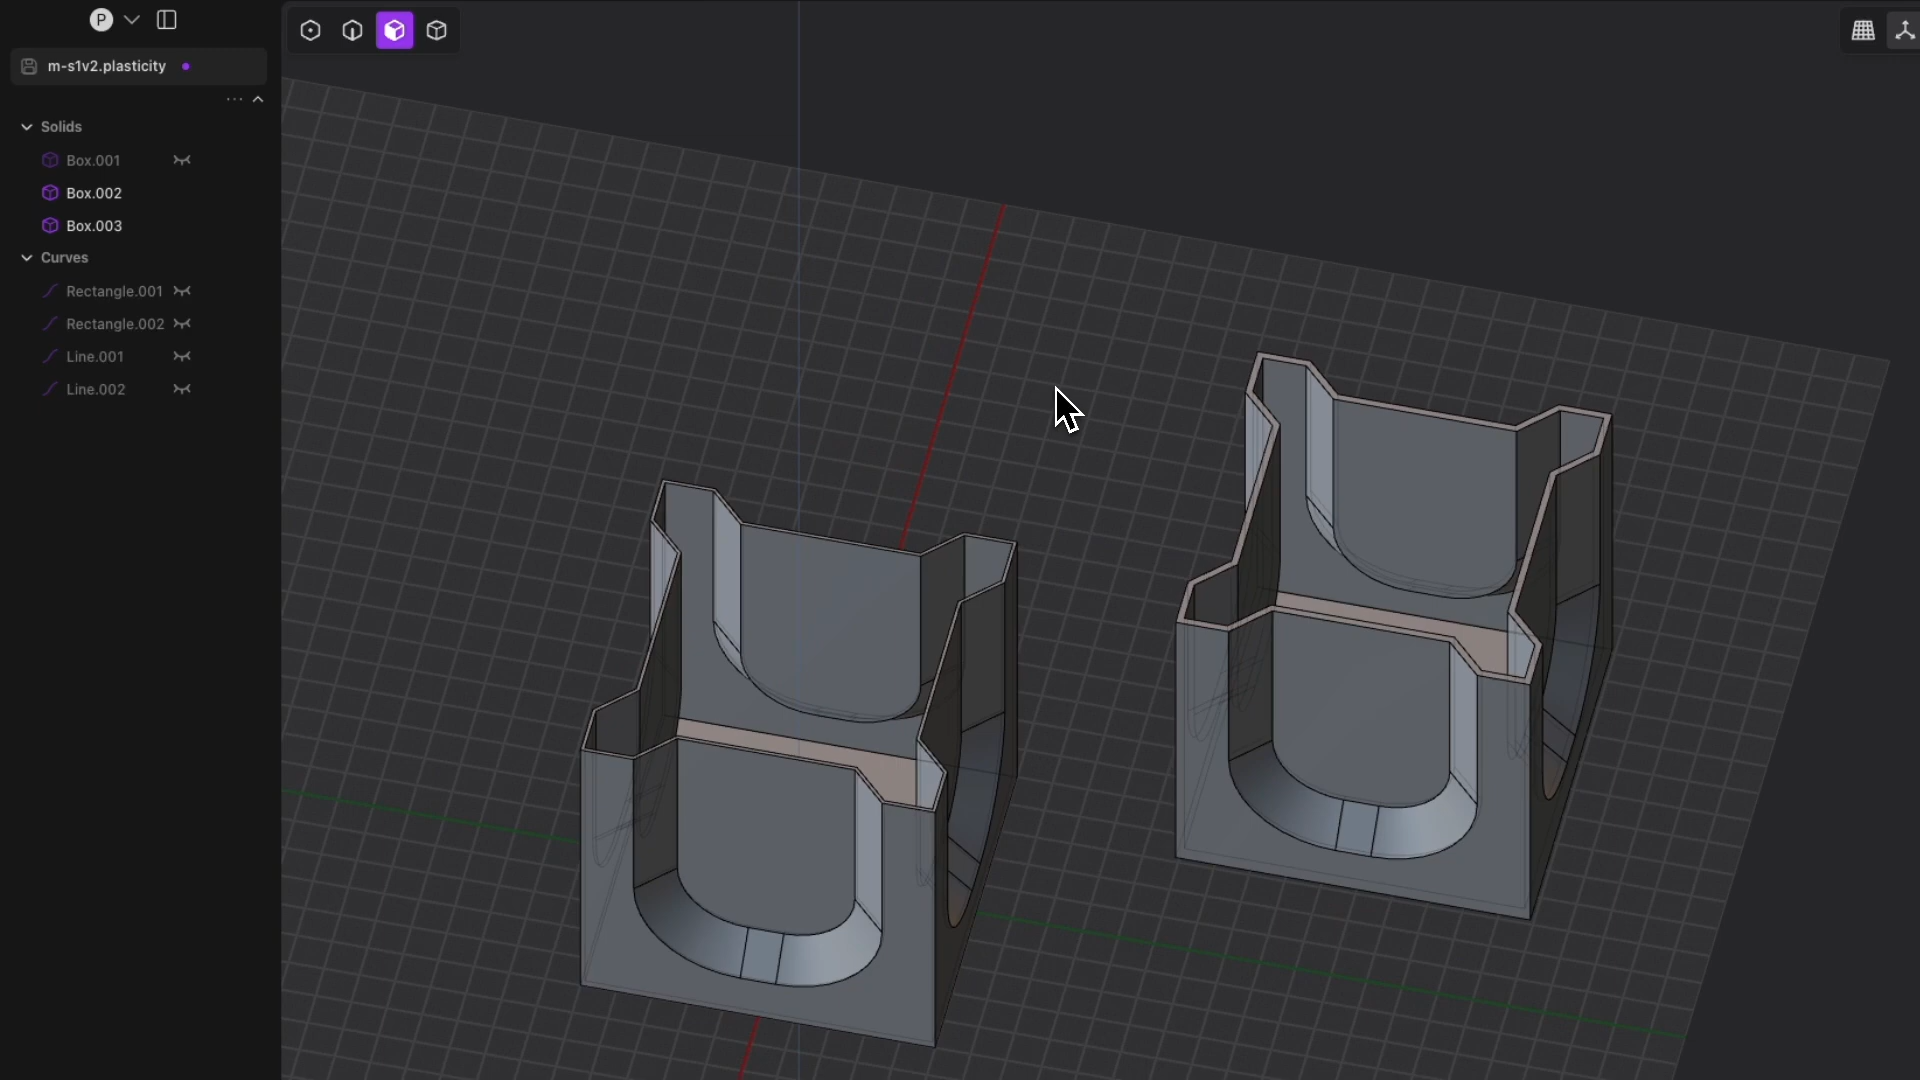 P
m-s1v2.plasticity
Solids
Box.001
Box.002
Box.003
Curves
Rectangle.001
Rectangle.002
Line.001
Line.002